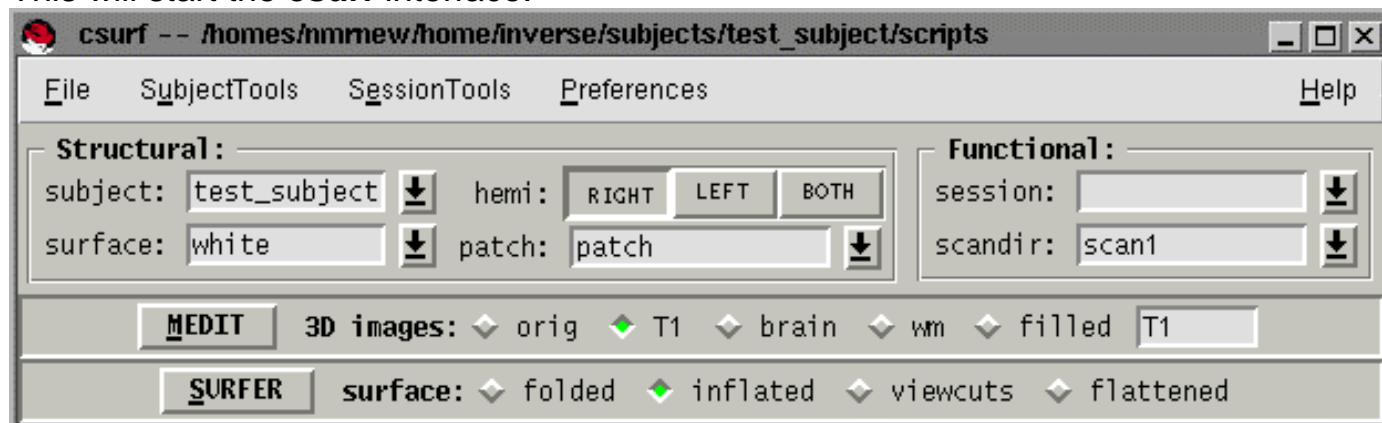 This will start the csurf interface.
csurf -- /homes/nmrnew/home/inverse/subjects/test_subject/scripts
File SubjectTools SessionTools Preferences Help
Structural: Functional:
subject: test_subject hemi: RIGHT LEFT BOTH session:
surface: white patch: patch scandir: scan1
MEDIT 3D images: orig T1 brain wm filled T1
SURFER surface: folded inflated viewcuts flattened